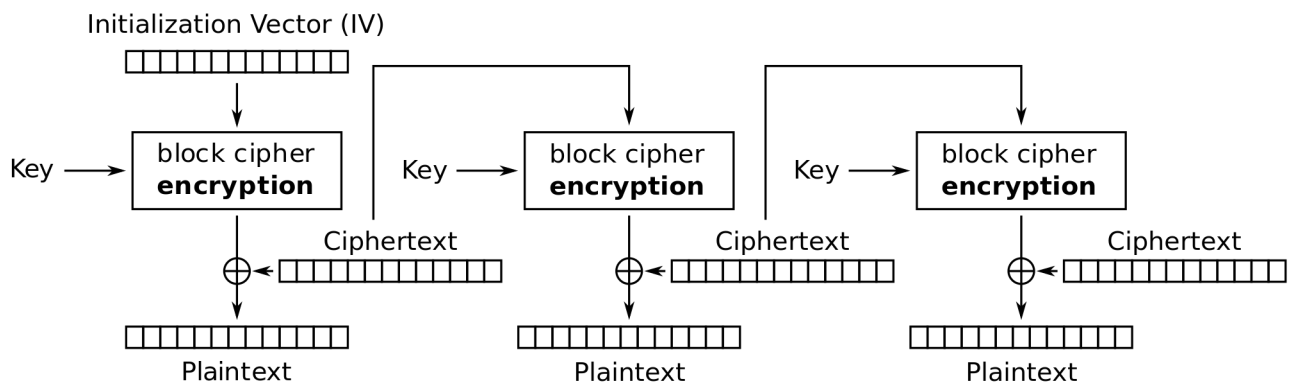 Initialization Vector (IV)
Key
block cipher
encryption
Key
block cipher
encryption
Key
block cipher
encryption
Ciphertext
Ciphertext
Ciphertext
Plaintext
Plaintext
Plaintext